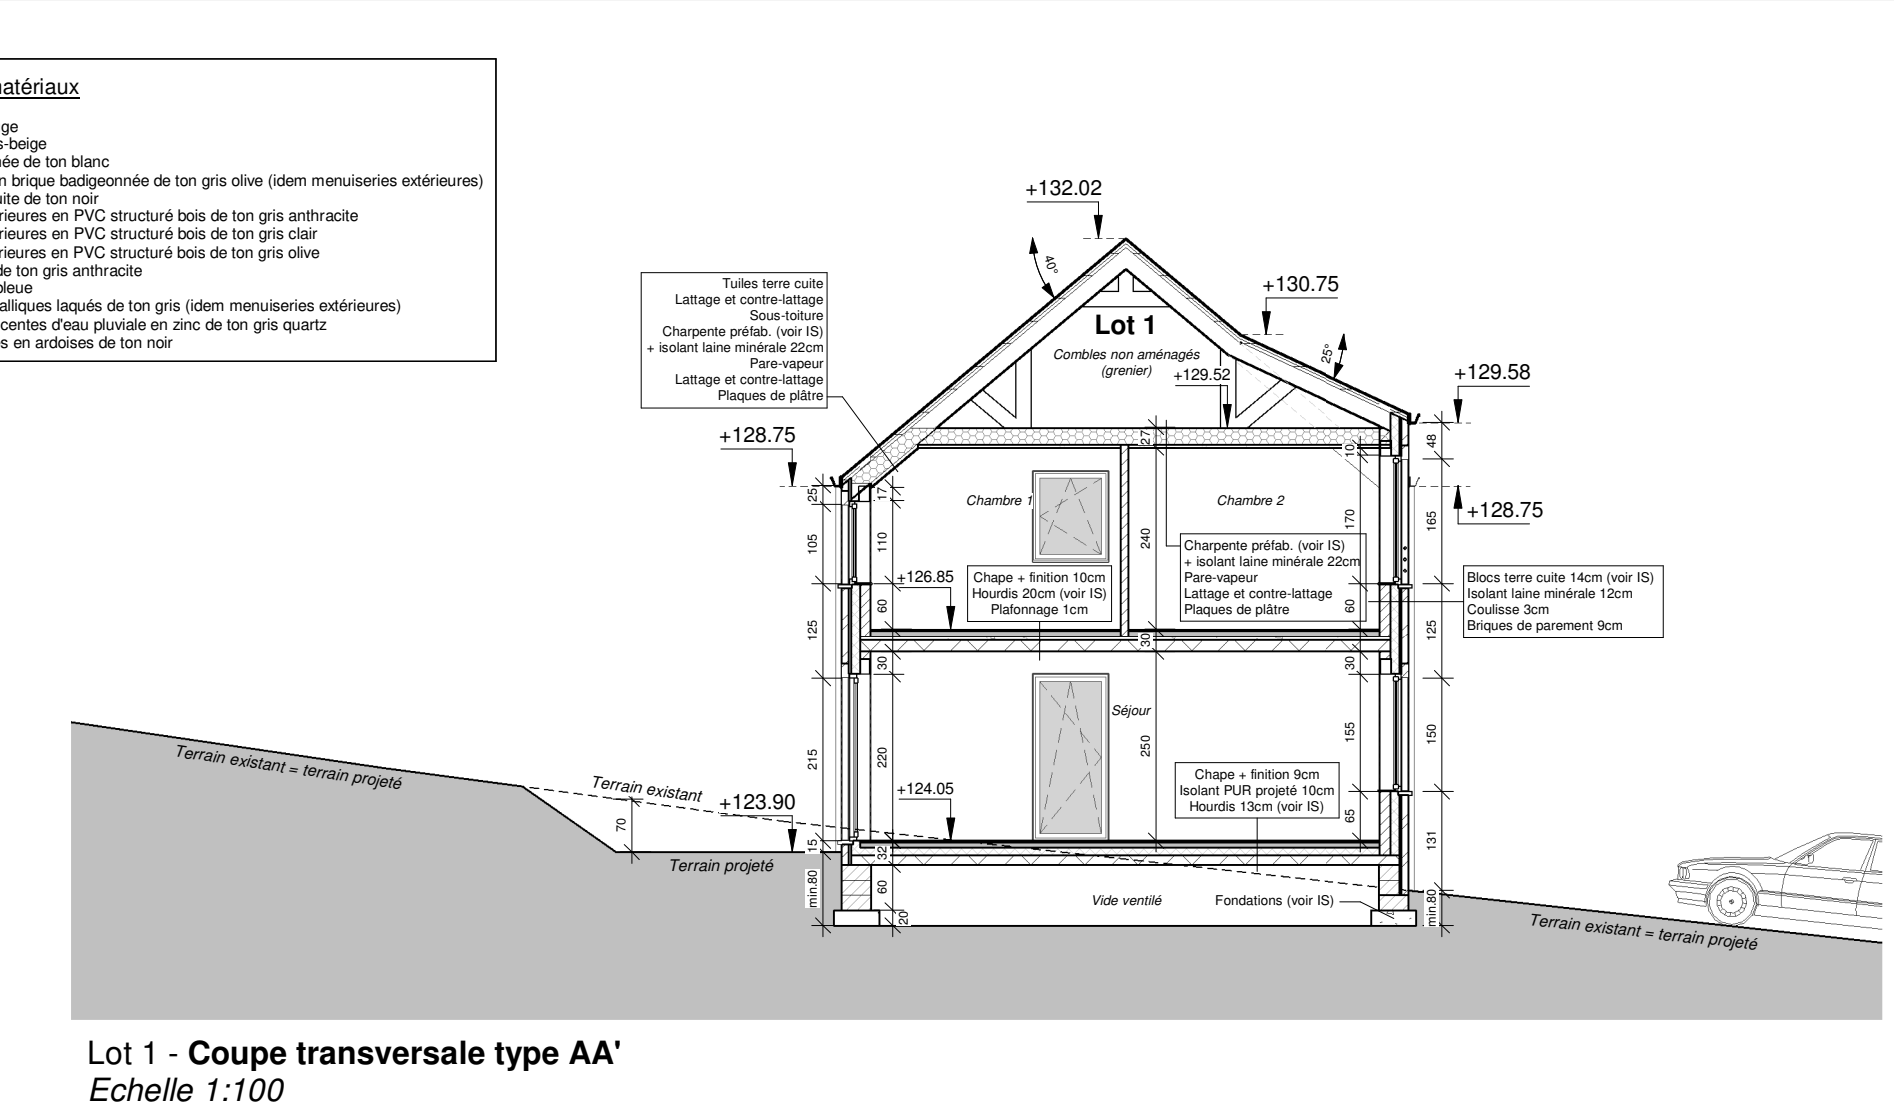 matériaux
ge
s-beige
née de ton blanc
n brique badigeonnée de ton gris olive (idem menuiseries extérieures)
uite de ton noir
rieures en PVC structuré bois de ton gris anthracite
rieures en PVC structuré bois de ton gris clair
rieures en PVC structuré bois de ton gris olive
de ton gris anthracite
bleue
alliques laqués de ton gris (idem menuiseries extérieures)
centes d'eau pluviale en zinc de ton gris quartz
es en ardoises de ton noir
+132.02
40°
+130.75
25°
Tuiles terre cuite
Lattage et contre-lattage
Sous-toiture
Charpente préfab. (voir IS)
+ isolant laine minérale 22cm
Pare-vapeur
Lattage et contre-lattage
Plaques de plâtre
Lot 1
Combles non aménagés
(grenier)
+129.52
+129.58
+128.75
27
10
48
25
17
Chambre 1
Chambre 2
+128.75
105
110
240
170
165
Charpente préfab. (voir IS)
+ isolant laine minérale 22cm
Pare-vapeur
Lattage et contre-lattage
Plaques de plâtre
+126.85
Chape + finition 10cm
Hourdis 20cm (voir IS)
Plafonnage 1cm
Blocs terre cuite 14cm (voir IS)
Isolant laine minérale 12cm
Coulisse 3cm
Briques de parement 9cm
60
60
125
125
30
30
30
Séjour
215
220
250
155
150
Terrain existant = terrain projeté
Terrain existant
+123.90
+124.05
Chape + finition 9cm
Isolant PUR projeté 10cm
Hourdis 13cm (voir IS)
70
65
131
15
32
Terrain projeté
min.80
60
20
Vide ventilé
Fondations (voir IS)
min.80
Terrain existant = terrain projeté
Lot 1 - Coupe transversale type AA'
Echelle 1:100